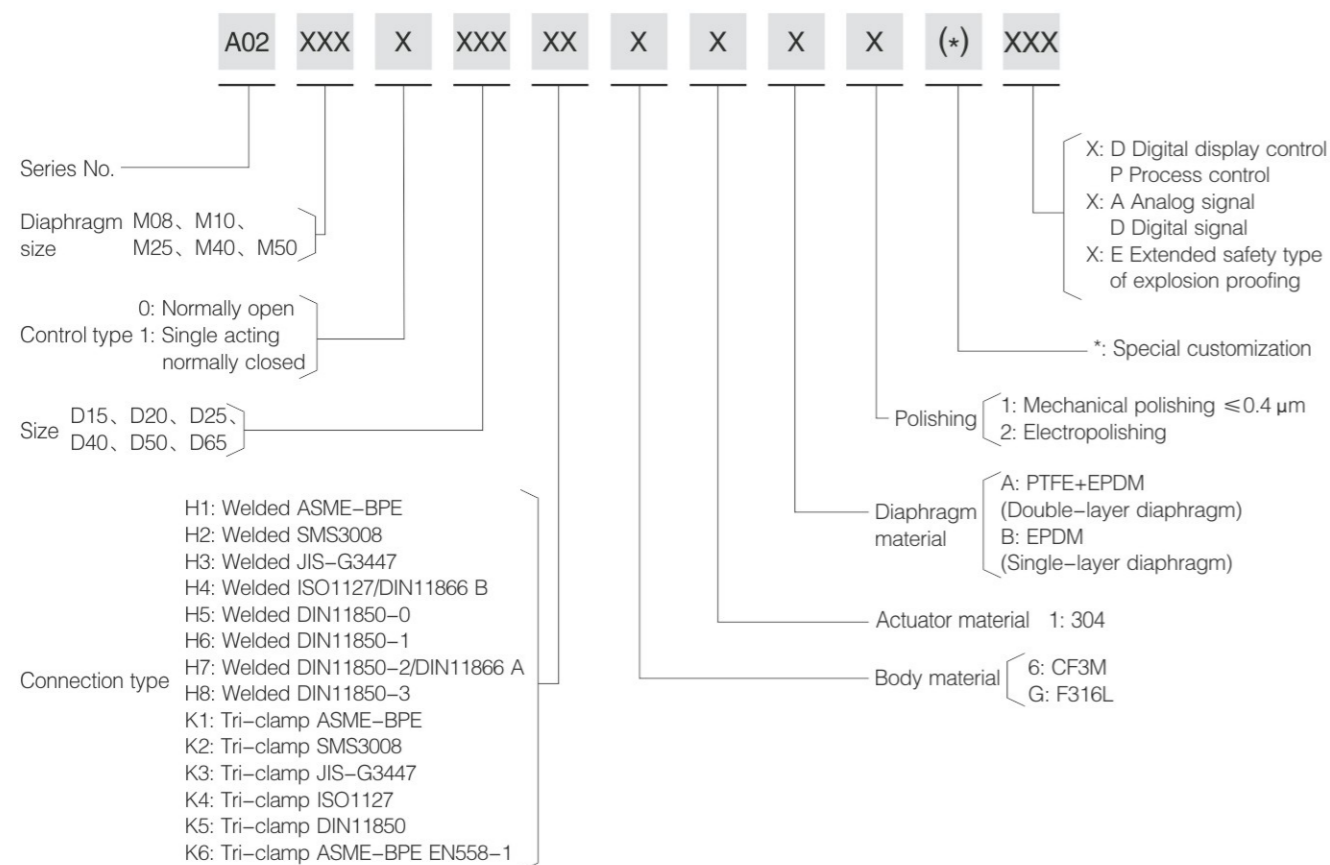 A02 XXX X XXX XX X X X X (*) XXX
Series No.
Diaphragm size
M08、M10、
M25、M40、M50
Control type
0: Normally open
1: Single acting
normally closed
Size
D15、D20、D25、
D40、D50、D65
Connection type
H1: Welded ASME-BPE
H2: Welded SMS3008
H3: Welded JIS-G3447
H4: Welded ISO1127/DIN11866 B
H5: Welded DIN11850-0
H6: Welded DIN11850-1
H7: Welded DIN11850-2/DIN11866 A
H8: Welded DIN11850-3
K1: Tri-clamp ASME-BPE
K2: Tri-clamp SMS3008
K3: Tri-clamp JIS-G3447
K4: Tri-clamp ISO1127
K5: Tri-clamp DIN11850
K6: Tri-clamp ASME-BPE EN558-1
X: D Digital display control
P Process control
X: A Analog signal
D Digital signal
X: E Extended safety type
of explosion proofing
*: Special customization
Polishing
1: Mechanical polishing ≤0.4 μm
2: Electropolishing
Diaphragm
material
A: PTFE+EPDM
(Double-layer diaphragm)
B: EPDM
(Single-layer diaphragm)
Actuator material 1: 304
Body material
6: CF3M
G: F316L